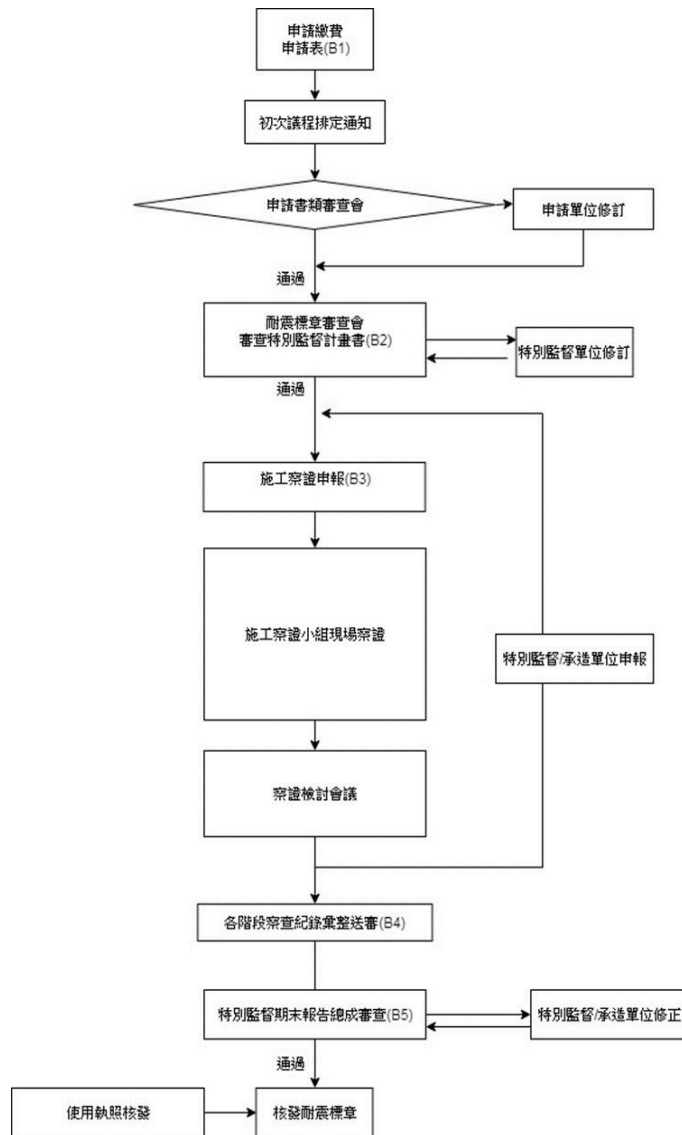 申請繳費
申請表(B1)
初次議程排定通知
申請書類審查會
申請單位修訂
通過
耐震標章審查會
審查特別監督計畫書(B2)
特別監督單位修訂
通過
施工察證申報(B3)
施工察證小組現場察證
特別監督/承造單位申報
察證檢討會議
各階段察查紀錄彙整送審(B4)
特別監督期末報告總成審查(B5)
特別監督/承造單位修正
通過
使用執照核發
核發耐震標章